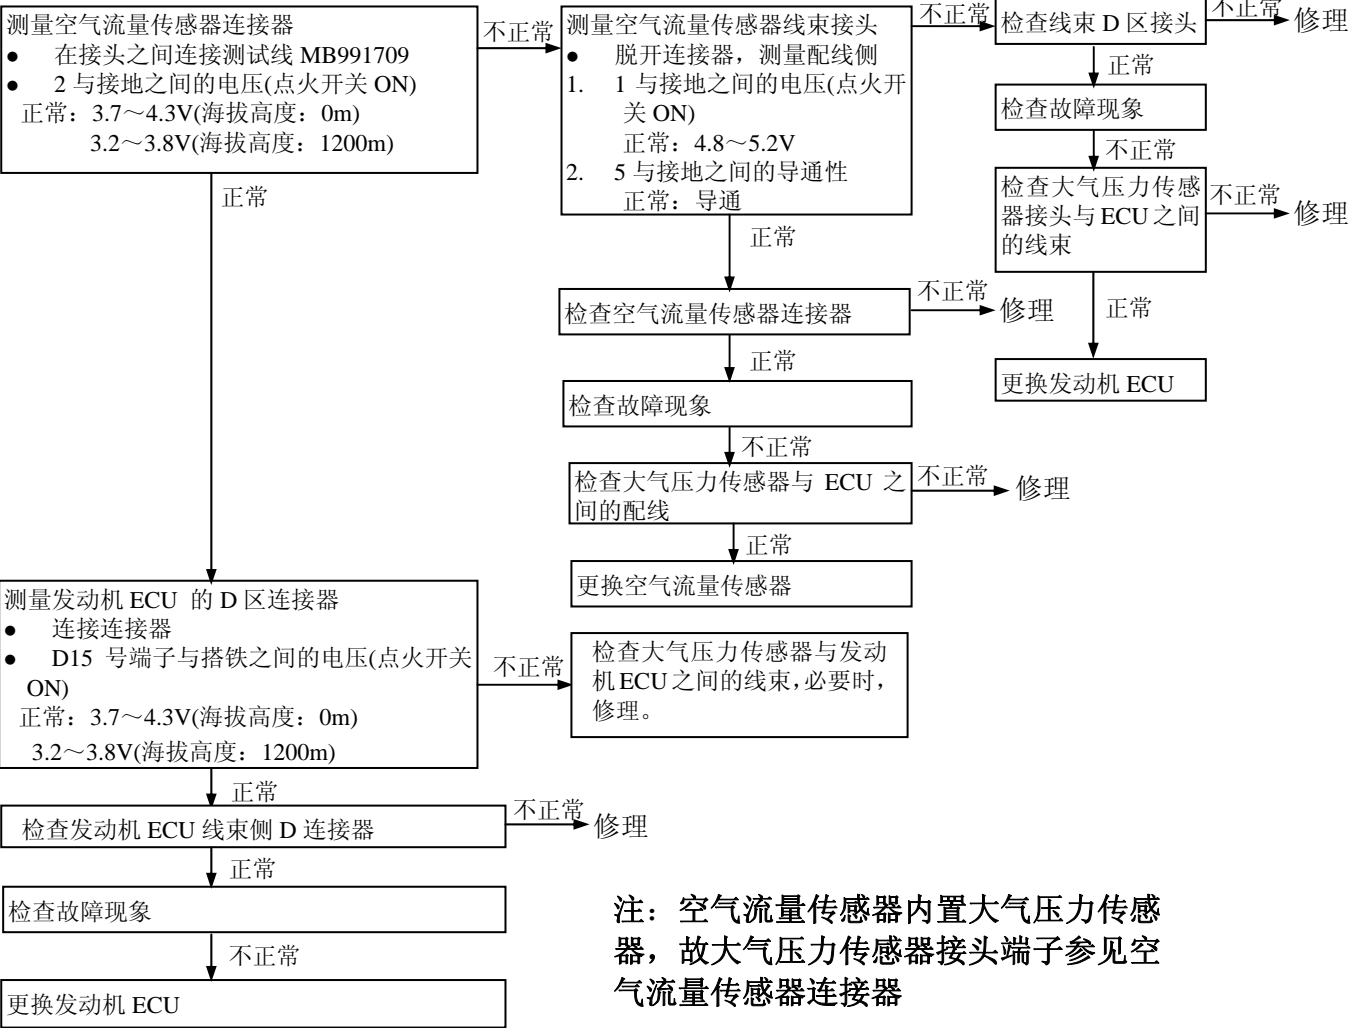 测量空气流量传感器连接器
● 在接头之间连接测试线 MB991709
● 2 与接地之间的电压(点火开关 ON)
正常：3.7～4.3V(海拔高度：0m)
3.2～3.8V(海拔高度：1200m)
不正常
测量空气流量传感器线束接头
● 脱开连接器，测量配线侧
1. 1 与接地之间的电压(点火开
关 ON)
正常：4.8～5.2V
2. 5 与接地之间的导通性
正常：导通
不正常
检查线束 D 区接头
不正常
修理
正常
检查故障现象
不正常
检查大气压力传感
器接头与 ECU 之间
的线束
不正常
修理
正常
更换发动机 ECU
正常
检查空气流量传感器连接器
不正常
修理
正常
检查故障现象
不正常
检查大气压力传感器与 ECU 之
间的配线
不正常
修理
正常
更换空气流量传感器
正常
测量发动机 ECU 的 D 区连接器
● 连接连接器
● D15 号端子与搭铁之间的电压(点火开关
ON)
正常：3.7～4.3V(海拔高度：0m)
3.2～3.8V(海拔高度：1200m)
不正常
检查大气压力传感器与发动
机 ECU 之间的线束，必要时，
修理。
正常
检查发动机 ECU 线束侧 D 连接器
不正常
修理
正常
检查故障现象
不正常
更换发动机 ECU
注：空气流量传感器内置大气压力传感
器，故大气压力传感器接头端子参见空
气流量传感器连接器